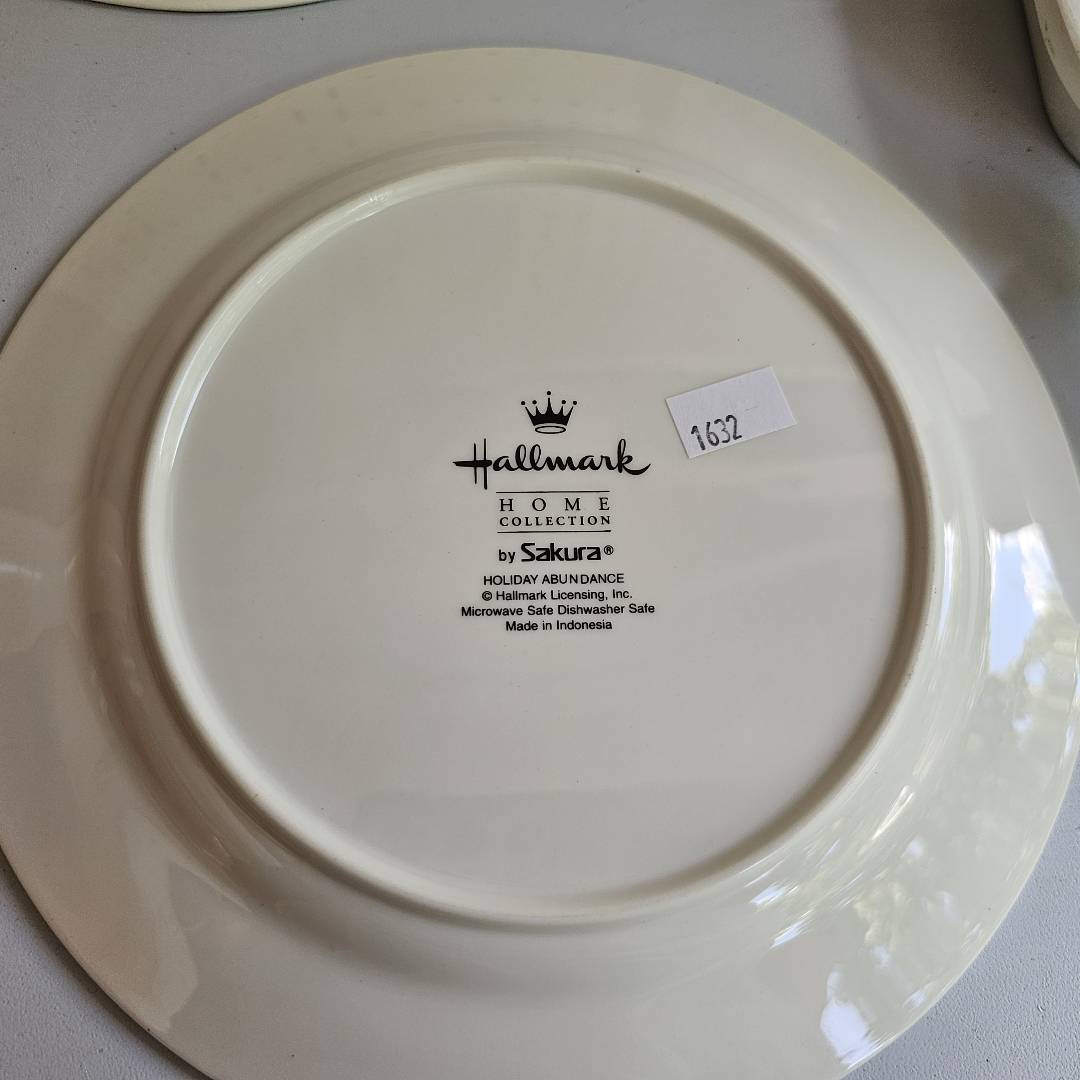 Hallmark
HOME
COLLECTION
by Sakura®
HOLIDAY ABUNDANCE
© Hallmark Licensing, Inc.
Microwave Safe Dishwasher Safe
Made in Indonesia
1632